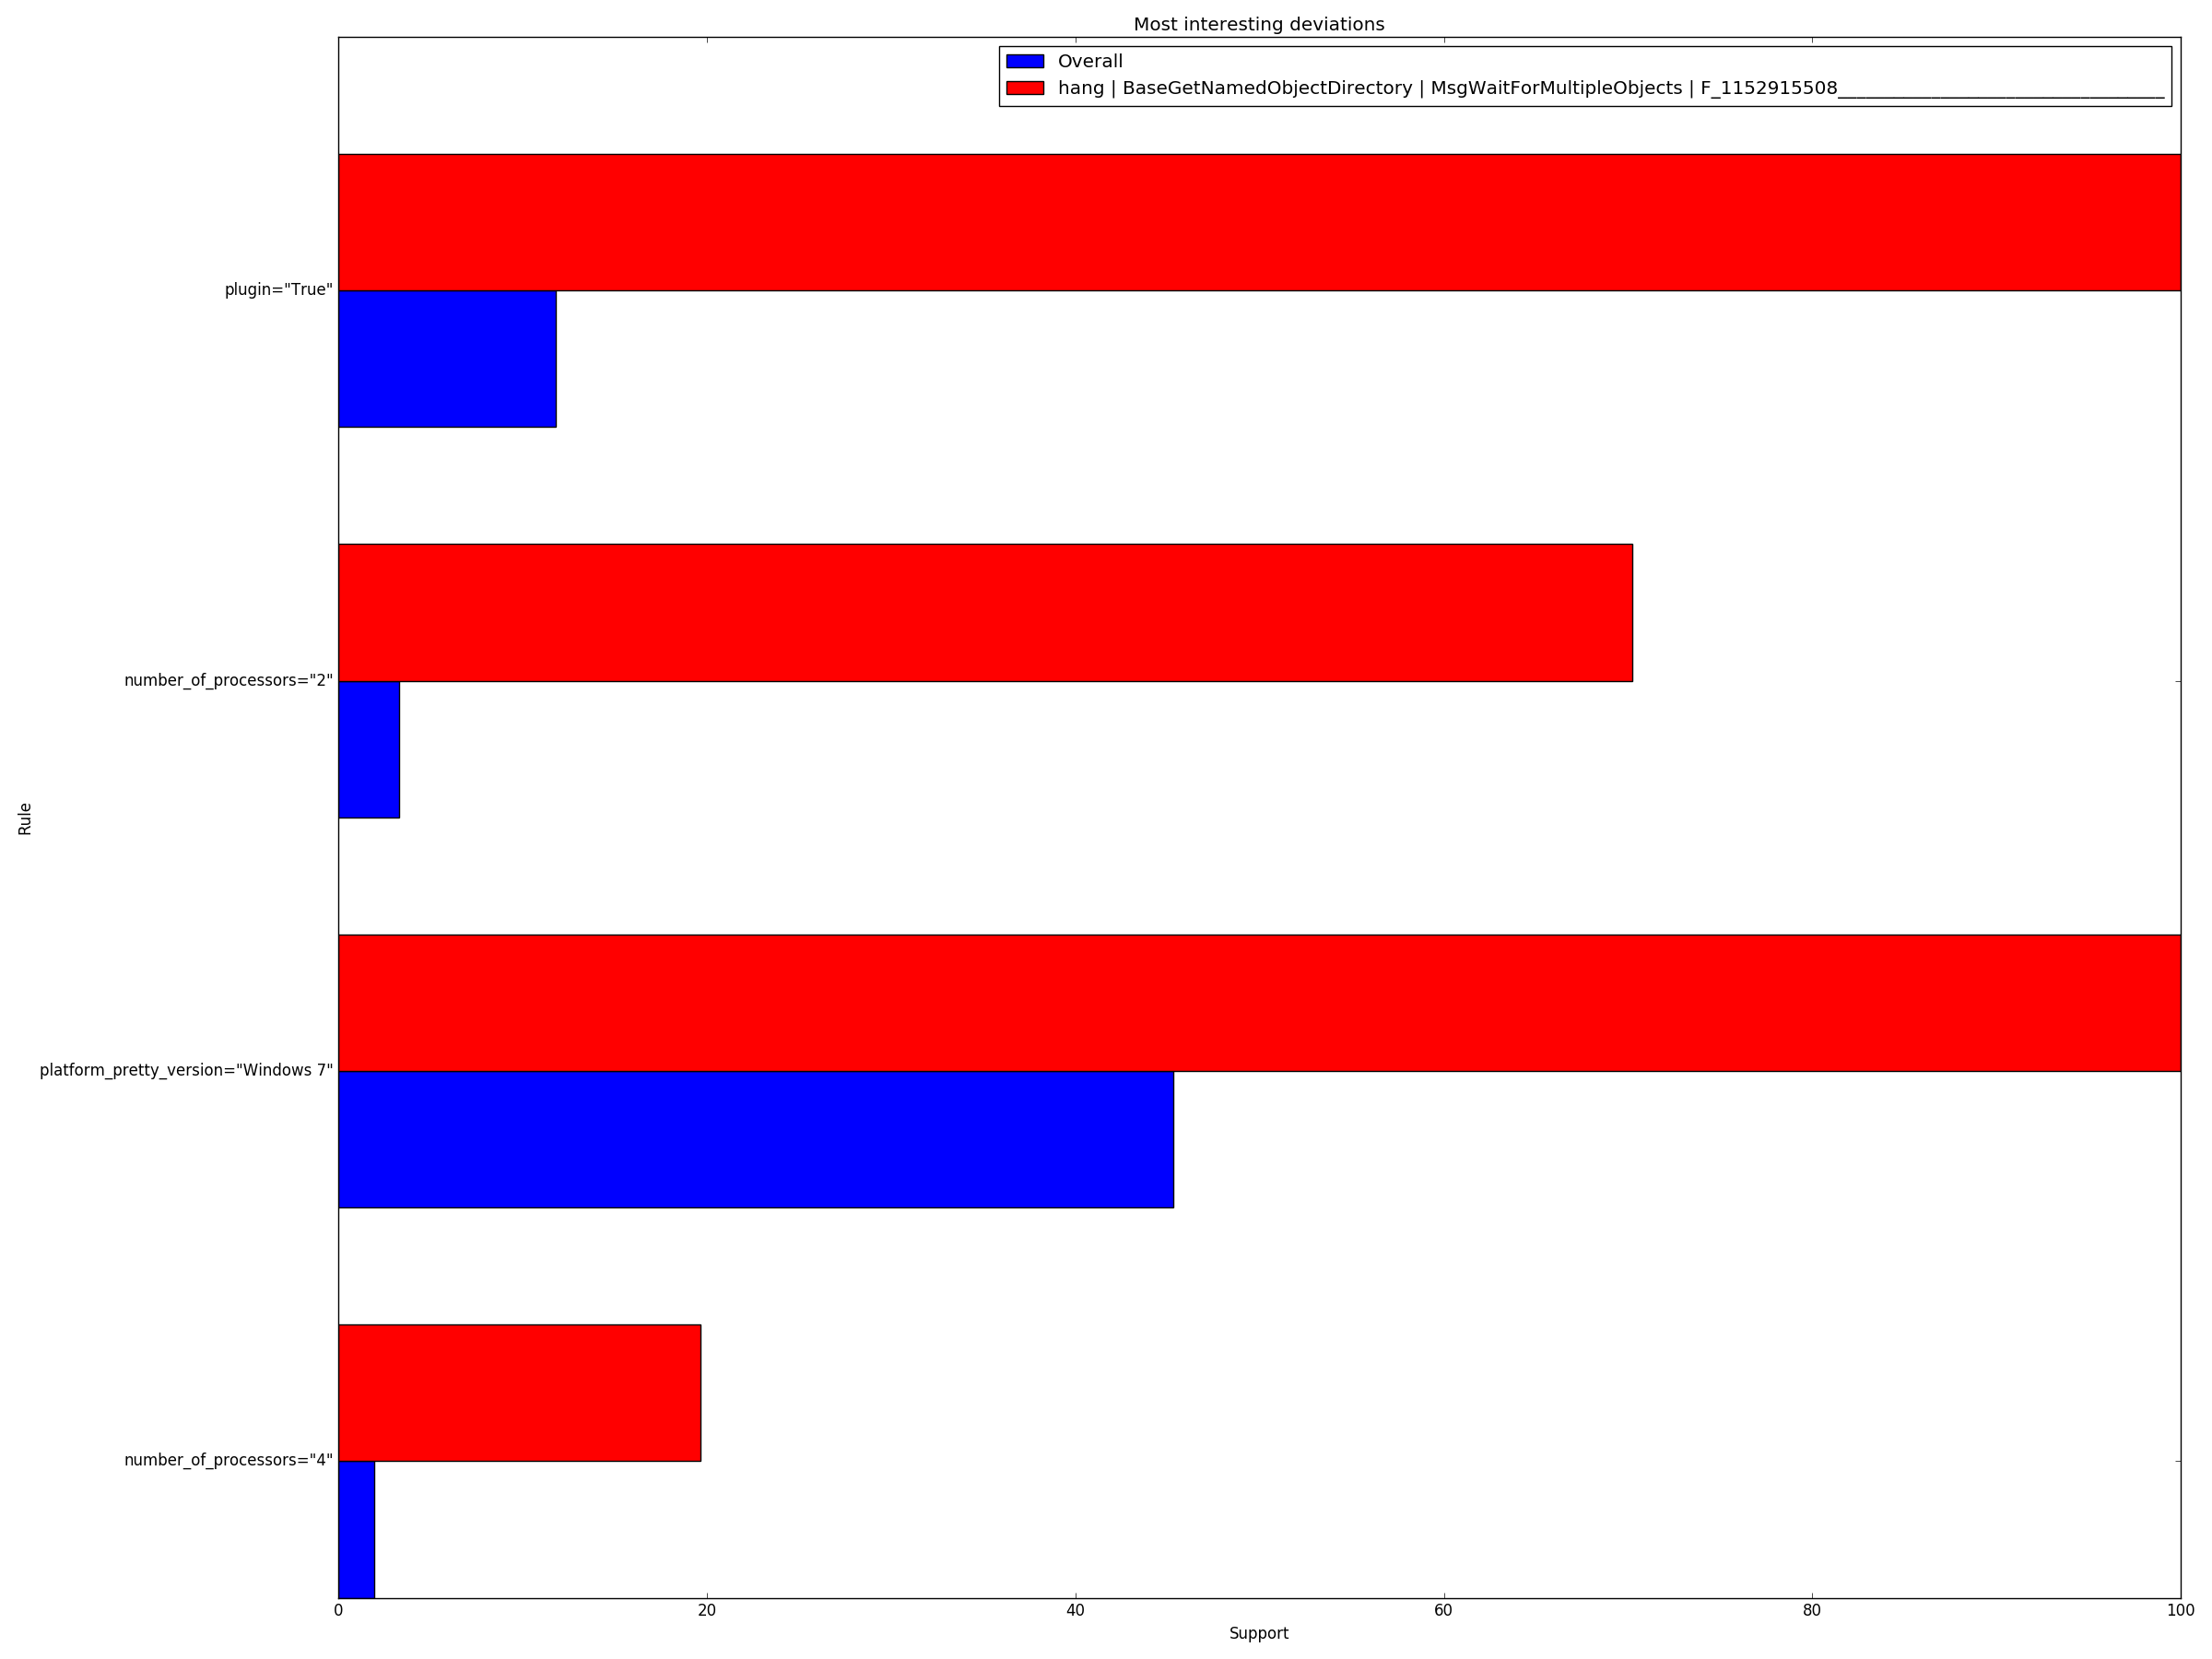 Most interesting deviations
Overall
hang | BaseGetNamedObjectDirectory | MsgWaitForMultipleObjects | F_1152915508___________________________________
plugin="True"
number_of_processors="2"
Rule
platform_pretty_version="Windows 7"
number_of_processors="4"
0 20 40 60 80 100
Support